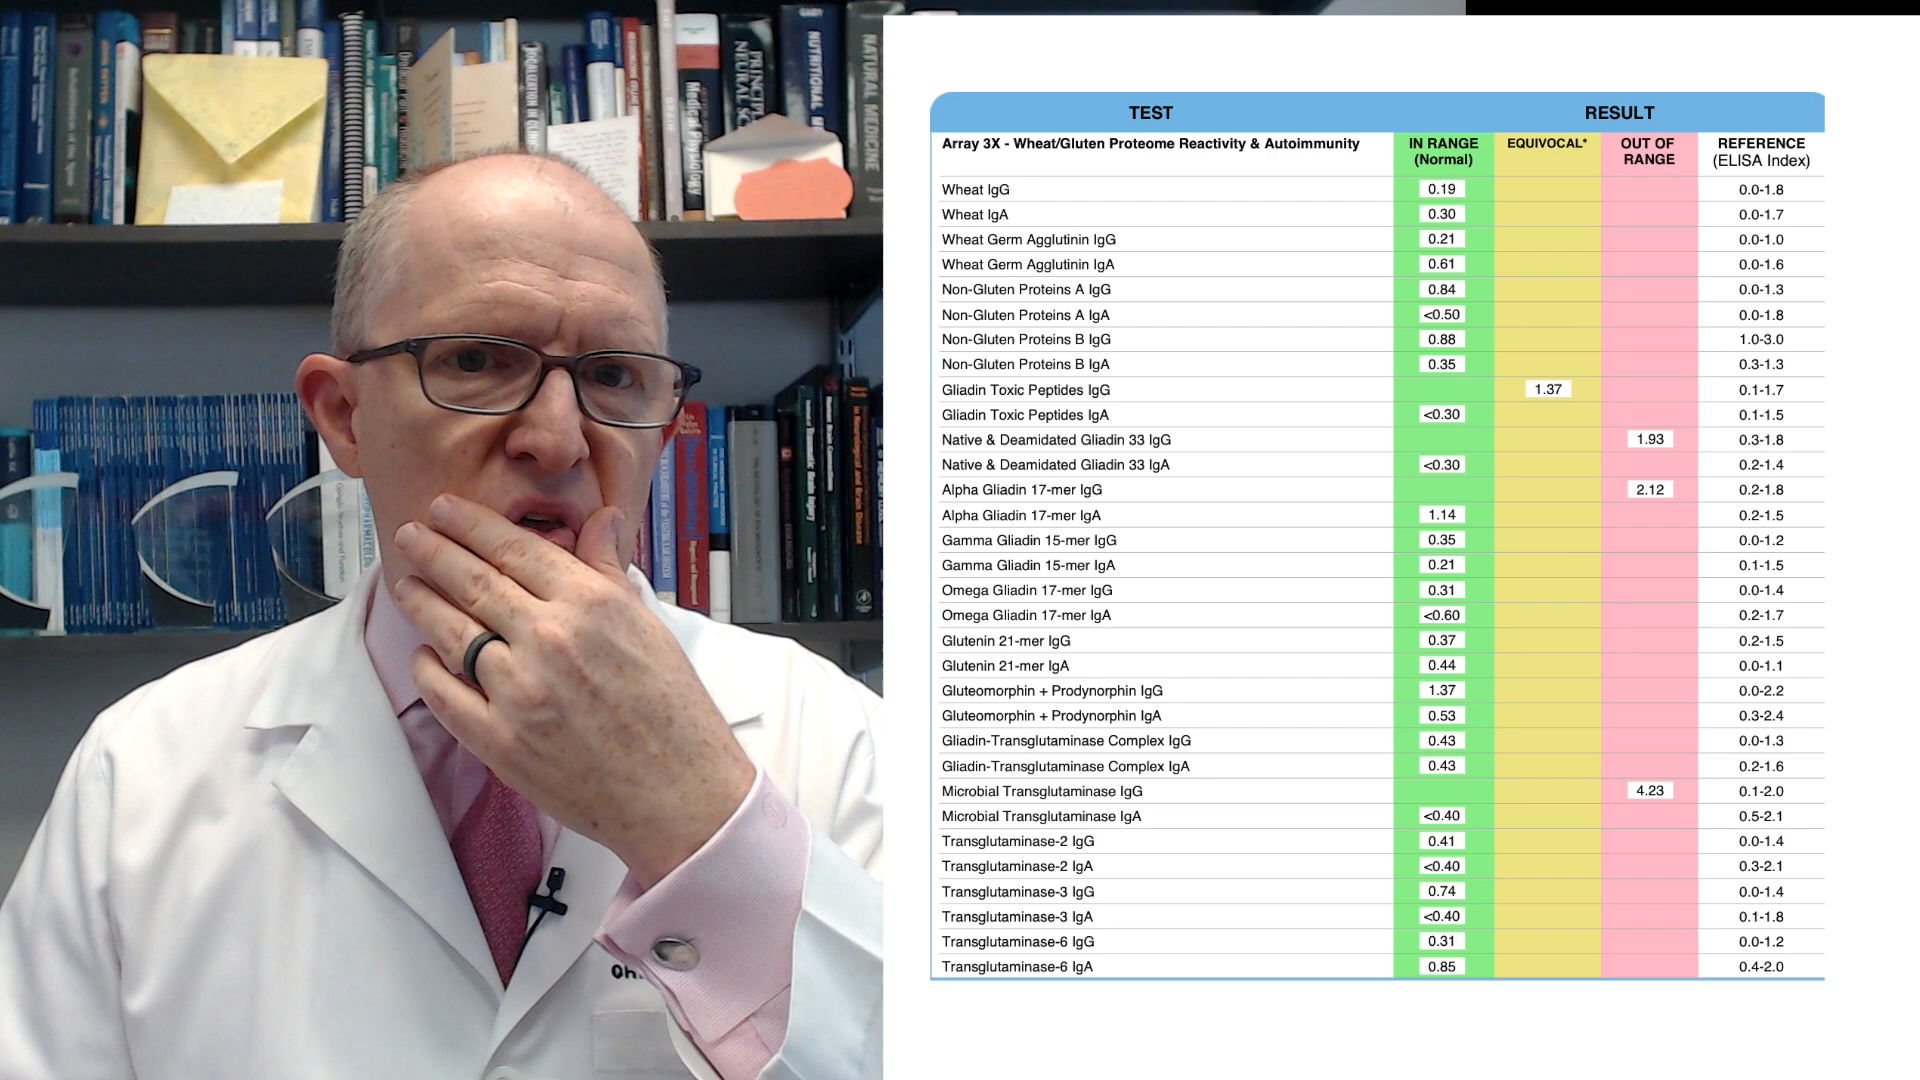 NATURAL MEDICINE
NUTRITIONAL
Medical Physiology
TEST RESULT
Array 3X - Wheat/Gluten Proteome Reactivity & Autoimmunity IN RANGE (Normal) EQUIVOCAL* OUT OF RANGE REFERENCE (ELISA Index)
Wheat IgG 0.19 0.0-1.8
Wheat IgA 0.30 0.0-1.7
Wheat Germ Agglutinin IgG 0.21 0.0-1.0
Wheat Germ Agglutinin IgA 0.61 0.0-1.6
Non-Gluten Proteins A IgG 0.84 0.0-1.3
Non-Gluten Proteins A IgA <0.50 0.0-1.8
Non-Gluten Proteins B IgG 0.88 1.0-3.0
Non-Gluten Proteins B IgA 0.35 0.3-1.3
Gliadin Toxic Peptides IgG 1.37 0.1-1.7
Gliadin Toxic Peptides IgA <0.30 0.1-1.5
Native & Deamidated Gliadin 33 IgG 1.93 0.3-1.8
Native & Deamidated Gliadin 33 IgA <0.30 0.2-1.4
Alpha Gliadin 17-mer IgG 2.12 0.2-1.8
Alpha Gliadin 17-mer IgA 1.14 0.2-1.5
Gamma Gliadin 15-mer IgG 0.35 0.0-1.2
Gamma Gliadin 15-mer IgA 0.21 0.1-1.5
Omega Gliadin 17-mer IgG 0.31 0.0-1.4
Omega Gliadin 17-mer IgA <0.60 0.2-1.7
Glutenin 21-mer IgG 0.37 0.2-1.5
Glutenin 21-mer IgA 0.44 0.0-1.1
Gluteomorphin + Prodynorphin IgG 1.37 0.0-2.2
Gluteomorphin + Prodynorphin IgA 0.53 0.3-2.4
Gliadin-Transglutaminase Complex IgG 0.43 0.0-1.3
Gliadin-Transglutaminase Complex IgA 0.43 0.2-1.6
Microbial Transglutaminase IgG 4.23 0.1-2.0
Microbial Transglutaminase IgA <0.40 0.5-2.1
Transglutaminase-2 IgG 0.41 0.0-1.4
Transglutaminase-2 IgA <0.40 0.3-2.1
Transglutaminase-3 IgG 0.74 0.0-1.4
Transglutaminase-3 IgA <0.40 0.1-1.8
Transglutaminase-6 IgG 0.31 0.0-1.2
Transglutaminase-6 IgA 0.85 0.4-2.0